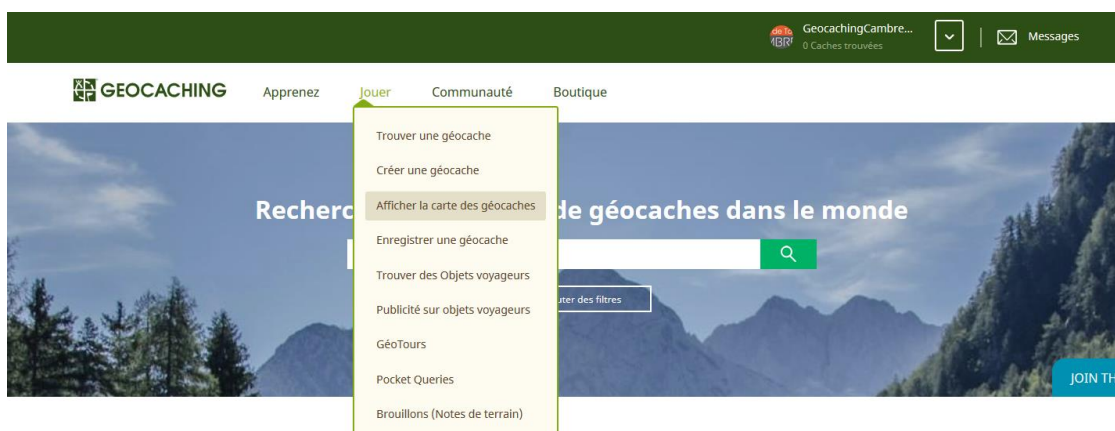 GeocachingCambre...
0 Caches trouvées
Messages
GEOCACHING
Apprenez
Jouer
Communauté
Boutique
Trouver une géocache
Créer une géocache
Afficher la carte des géocaches
Enregistrer une géocache
Trouver des Objets voyageurs
Publicité sur objets voyageurs
GéoTours
Pocket Queries
Brouillons (Notes de terrain)
Recherc de géocaches dans le monde
uter des filtres
JOIN TH